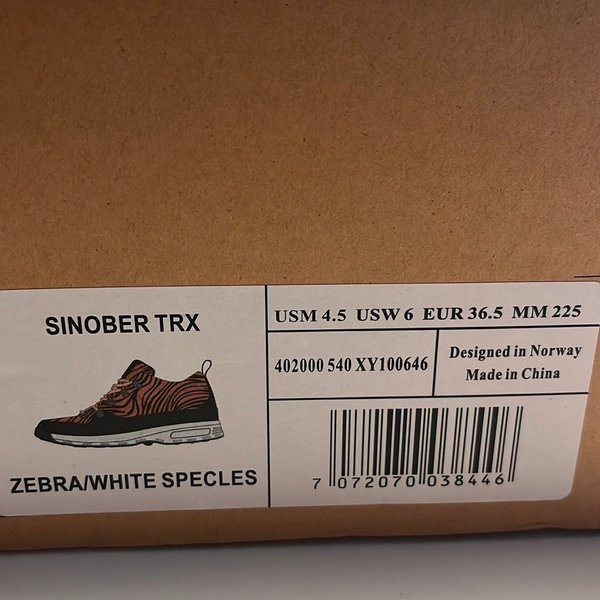 SINOBER TRX
ZEBRA/WHITE SPECLES
USM 4.5 USW 6 EUR 36.5 MM 225
402000 540 XY100646
Designed in Norway
Made in China
7 072070 038446